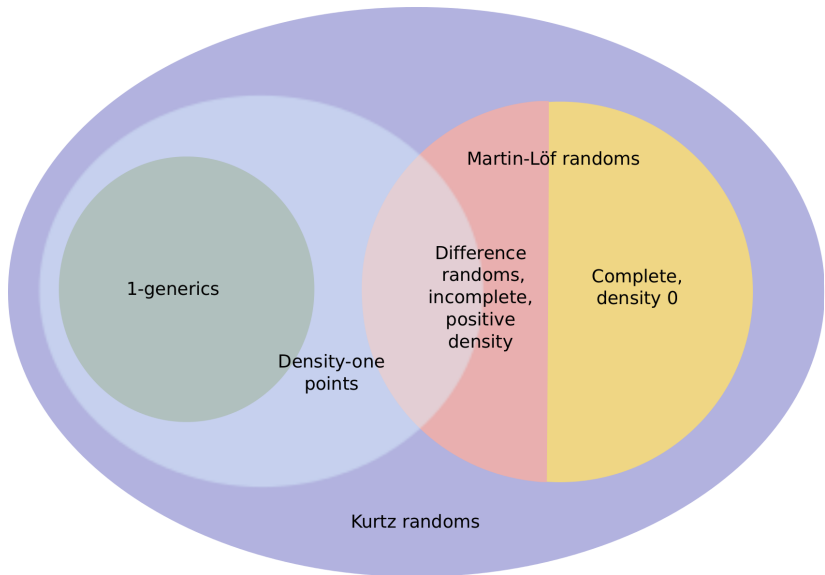 Martin-Löf randoms
Difference
randoms,
incomplete,
positive
density
Complete,
density 0
1-generics
Density-one
points
Kurtz randoms